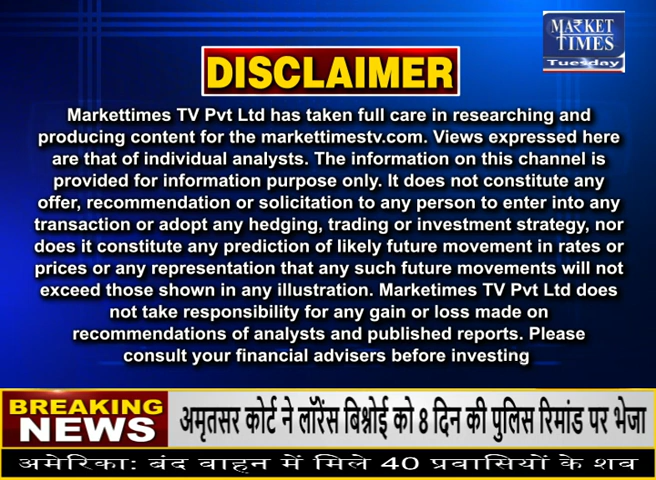 MARKET
TIMES
Tuesday
DISCLAIMER
Markettimes TV Pvt Ltd has taken full care in researching and
producing content for the markettimestv.com. Views expressed here
are that of individual analysts. The information on this channel is
provided for information purpose only. It does not constitute any
offer, recommendation or solicitation to any person to enter into any
transaction or adopt any hedging, trading or investment strategy, nor
does it constitute any prediction of likely future movement in rates or
prices or any representation that any such future movements will not
exceed those shown in any illustration. Marketimes TV Pvt Ltd does
not take responsibility for any gain or loss made on
recommendations of analysts and published reports. Please
consult your financial advisers before investing
BREAKING
NEWS
अमृतसर कोर्ट ने लॉरेंस बिश्नोई को 8 दिन की पुलिस रिमांड पर भेजा
अमेरिका: बंद वाहन में मिले 40 प्रवासियों के शव